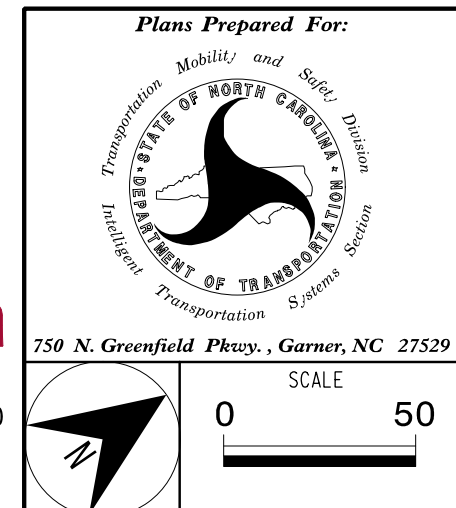 Plans Prepared For:
Transportation Mobility and Safety Division
STATE OF NORTH CAROLINA
DEPARTMENT OF TRANSPORTATION
Intelligent Transportation Systems Section
750 N. Greenfield Pkwy. , Garner, NC 27529
SCALE
0 50
N